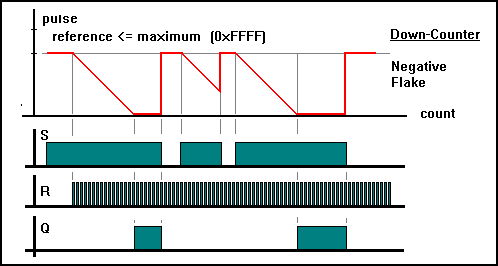 pulse
reference <= maximum (0xFFFF)
Down-Counter
Negative
Flake
count
S
R
Q